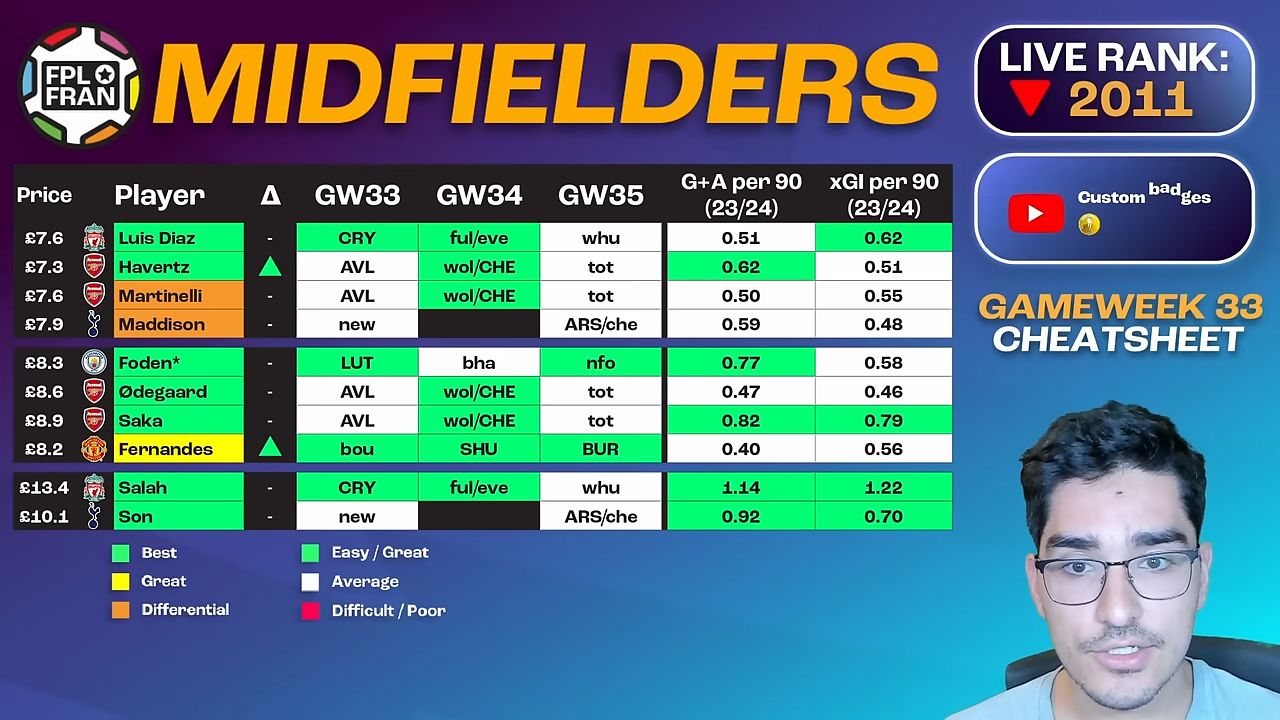 FPL
FRAN
MIDFIELDERS
LIVE RANK:
2011
Custom badges
GAMEWEEK 33
CHEATSHEET
Price Player Δ GW33 GW34 GW35 G+A per 90 (23/24) xGI per 90 (23/24)
£7.6 Luis Diaz - CRY ful/eve whu 0.51 0.62
£7.3 Havertz AVL wol/CHE tot 0.62 0.51
£7.6 Martinelli - AVL wol/CHE tot 0.50 0.55
£7.9 Maddison - new ARS/che 0.59 0.48
£8.3 Foden* - LUT bha nfo 0.77 0.58
£8.6 Ødegaard - AVL wol/CHE tot 0.47 0.46
£8.9 Saka - AVL wol/CHE tot 0.82 0.79
£8.2 Fernandes bou SHU BUR 0.40 0.56
£13.4 Salah - CRY ful/eve whu 1.14 1.22
£10.1 Son - new ARS/che 0.92 0.70
Best Easy / Great
Great Average
Differential Difficult / Poor